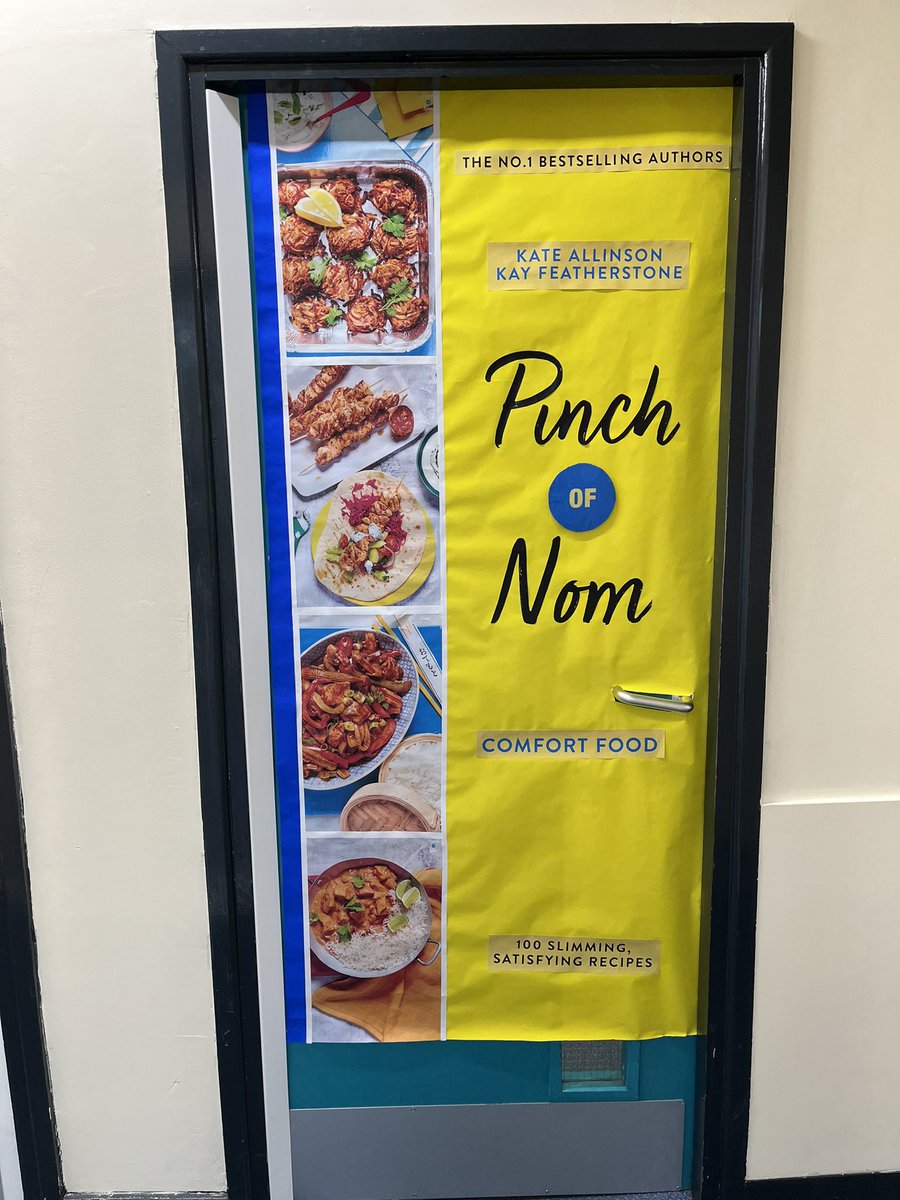 THE NO.1 BESTSELLING AUTHORS
KATE ALLINSON
KAY FEATHERSTONE
Pinch
OF
Nom
COMFORT FOOD
100 SLIMMING,
SATISFYING RECIPES